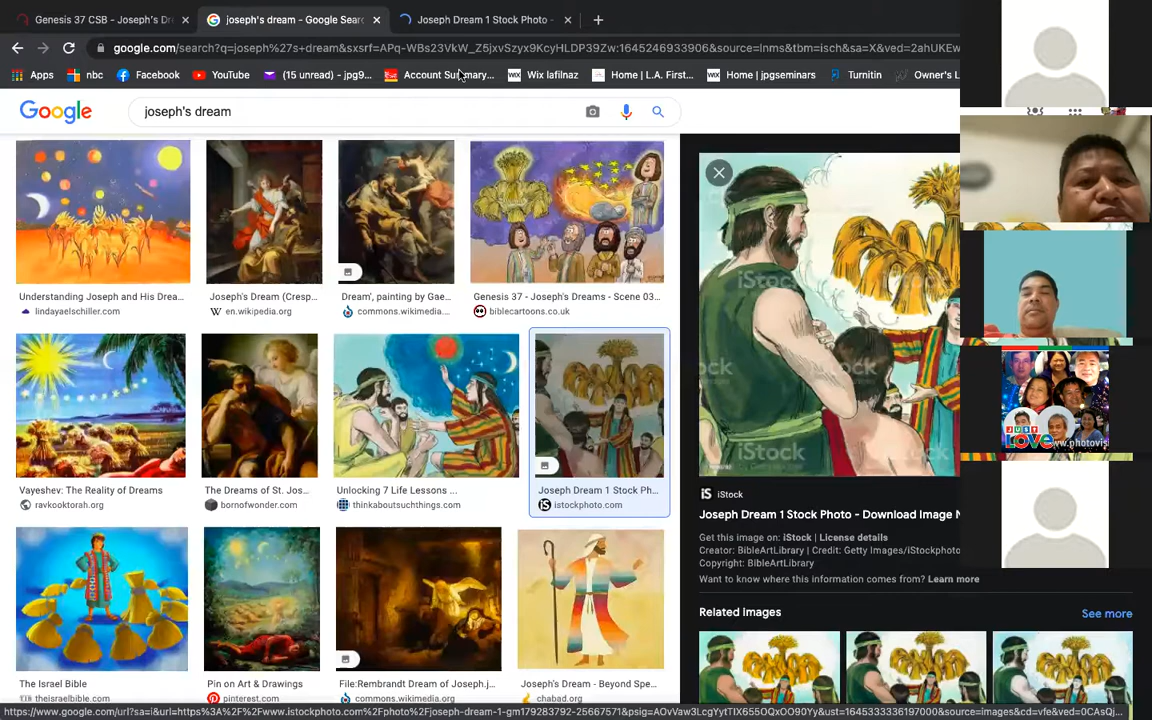 Genesis 37 CSB - Joseph's Dr
joseph's dream - Google Sear
Joseph Dream 1 Stock Photo -
google.com/search?q=joseph%27s+dream&sxsrf=APq-WBs23VkW_Z5jxvSzyx9KcyHLDP39Zw:1645246933906&source=lnms&tbm=isch&sa=X&ved=2ahUKEw
Apps
nbc
Facebook
YouTube
(15 unread) - jpg9...
Account Summary...
Wix lafilnaz
Home | L.A. First...
Home | jpgseminars
Turnitin
Owner's L
Google
joseph's dream
Understanding Joseph and His Drea...
lindayaelschiller.com
Joseph's Dream (Cresp...
en.wikipedia.org
Dream', painting by Gae...
commons.wikimedia...
Genesis 37 - Joseph's Dreams - Scene 03...
biblecartoons.co.uk
Vayeshev: The Reality of Dreams
ravkooktorah.org
The Dreams of St. Jos...
bornofwonder.com
Unlocking 7 Life Lessons ...
thinkaboutsuchthings.com
Joseph Dream 1 Stock Ph...
istockphoto.com
The Israel Bible
theisraelbible.com
Pin on Art & Drawings
pinterest.com
File:Rembrandt Dream of Joseph.j...
commons.wikimedia.org
Joseph's Dream - Beyond Spe...
chabad.org
iStock
iStock
iStock
iStock
iS iStock
Joseph Dream 1 Stock Photo - Download Image N
Get this image on: iStock | License details
Creator: BibleArtLibrary | Credit: Getty Images/iStockphoto
Copyright: BibleArtLibrary
Want to know where this information comes from? Learn more
Related Images
See more
JUST
LOVE
www.photovis